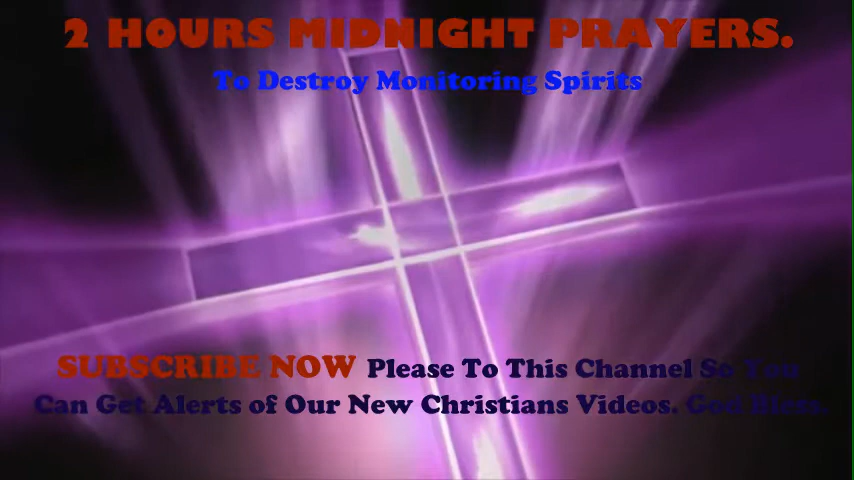 2 HOURS MIDNIGHT PRAYERS.
To Destroy Monitoring Spirits
SUBSCRIBE NOW Please To This Channel So You
Can Get Alerts of Our New Christians Videos. God Bless.